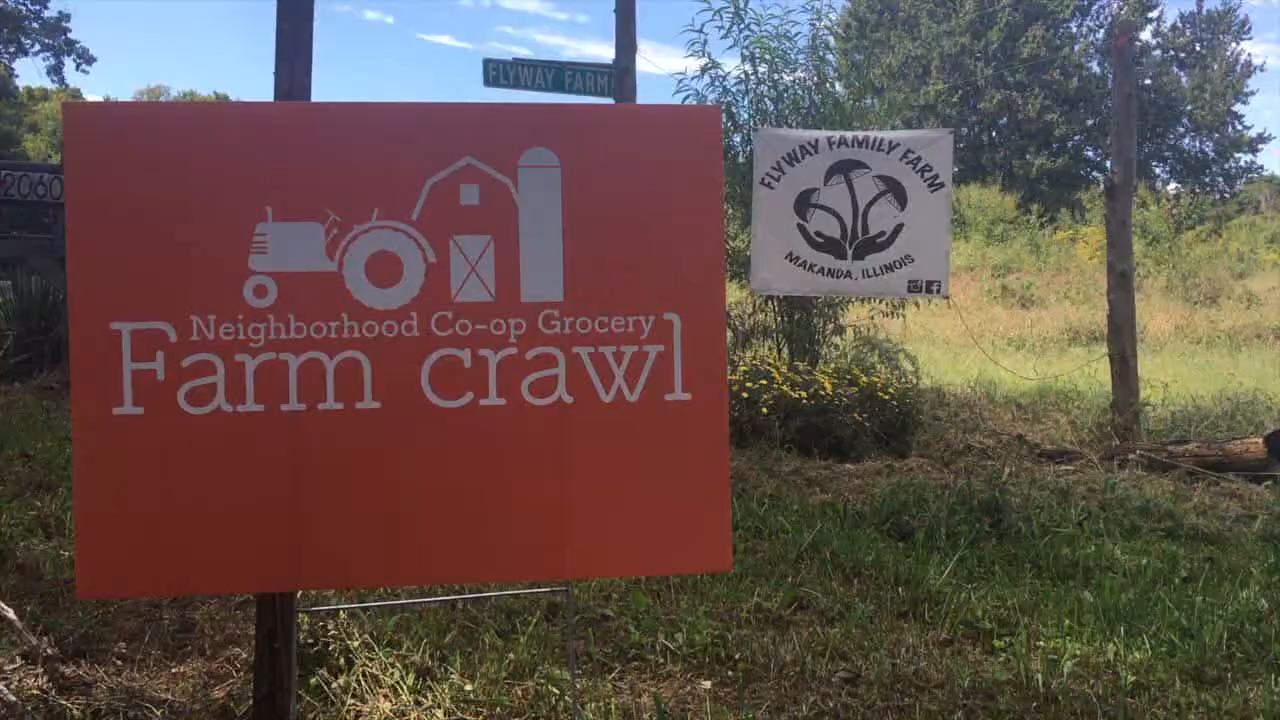 FLYWAY FARM
2060
Neighborhood Co-op Grocery
Farm crawl
FLYWAY FAMILY FARM
MAKANDA, ILLINOIS